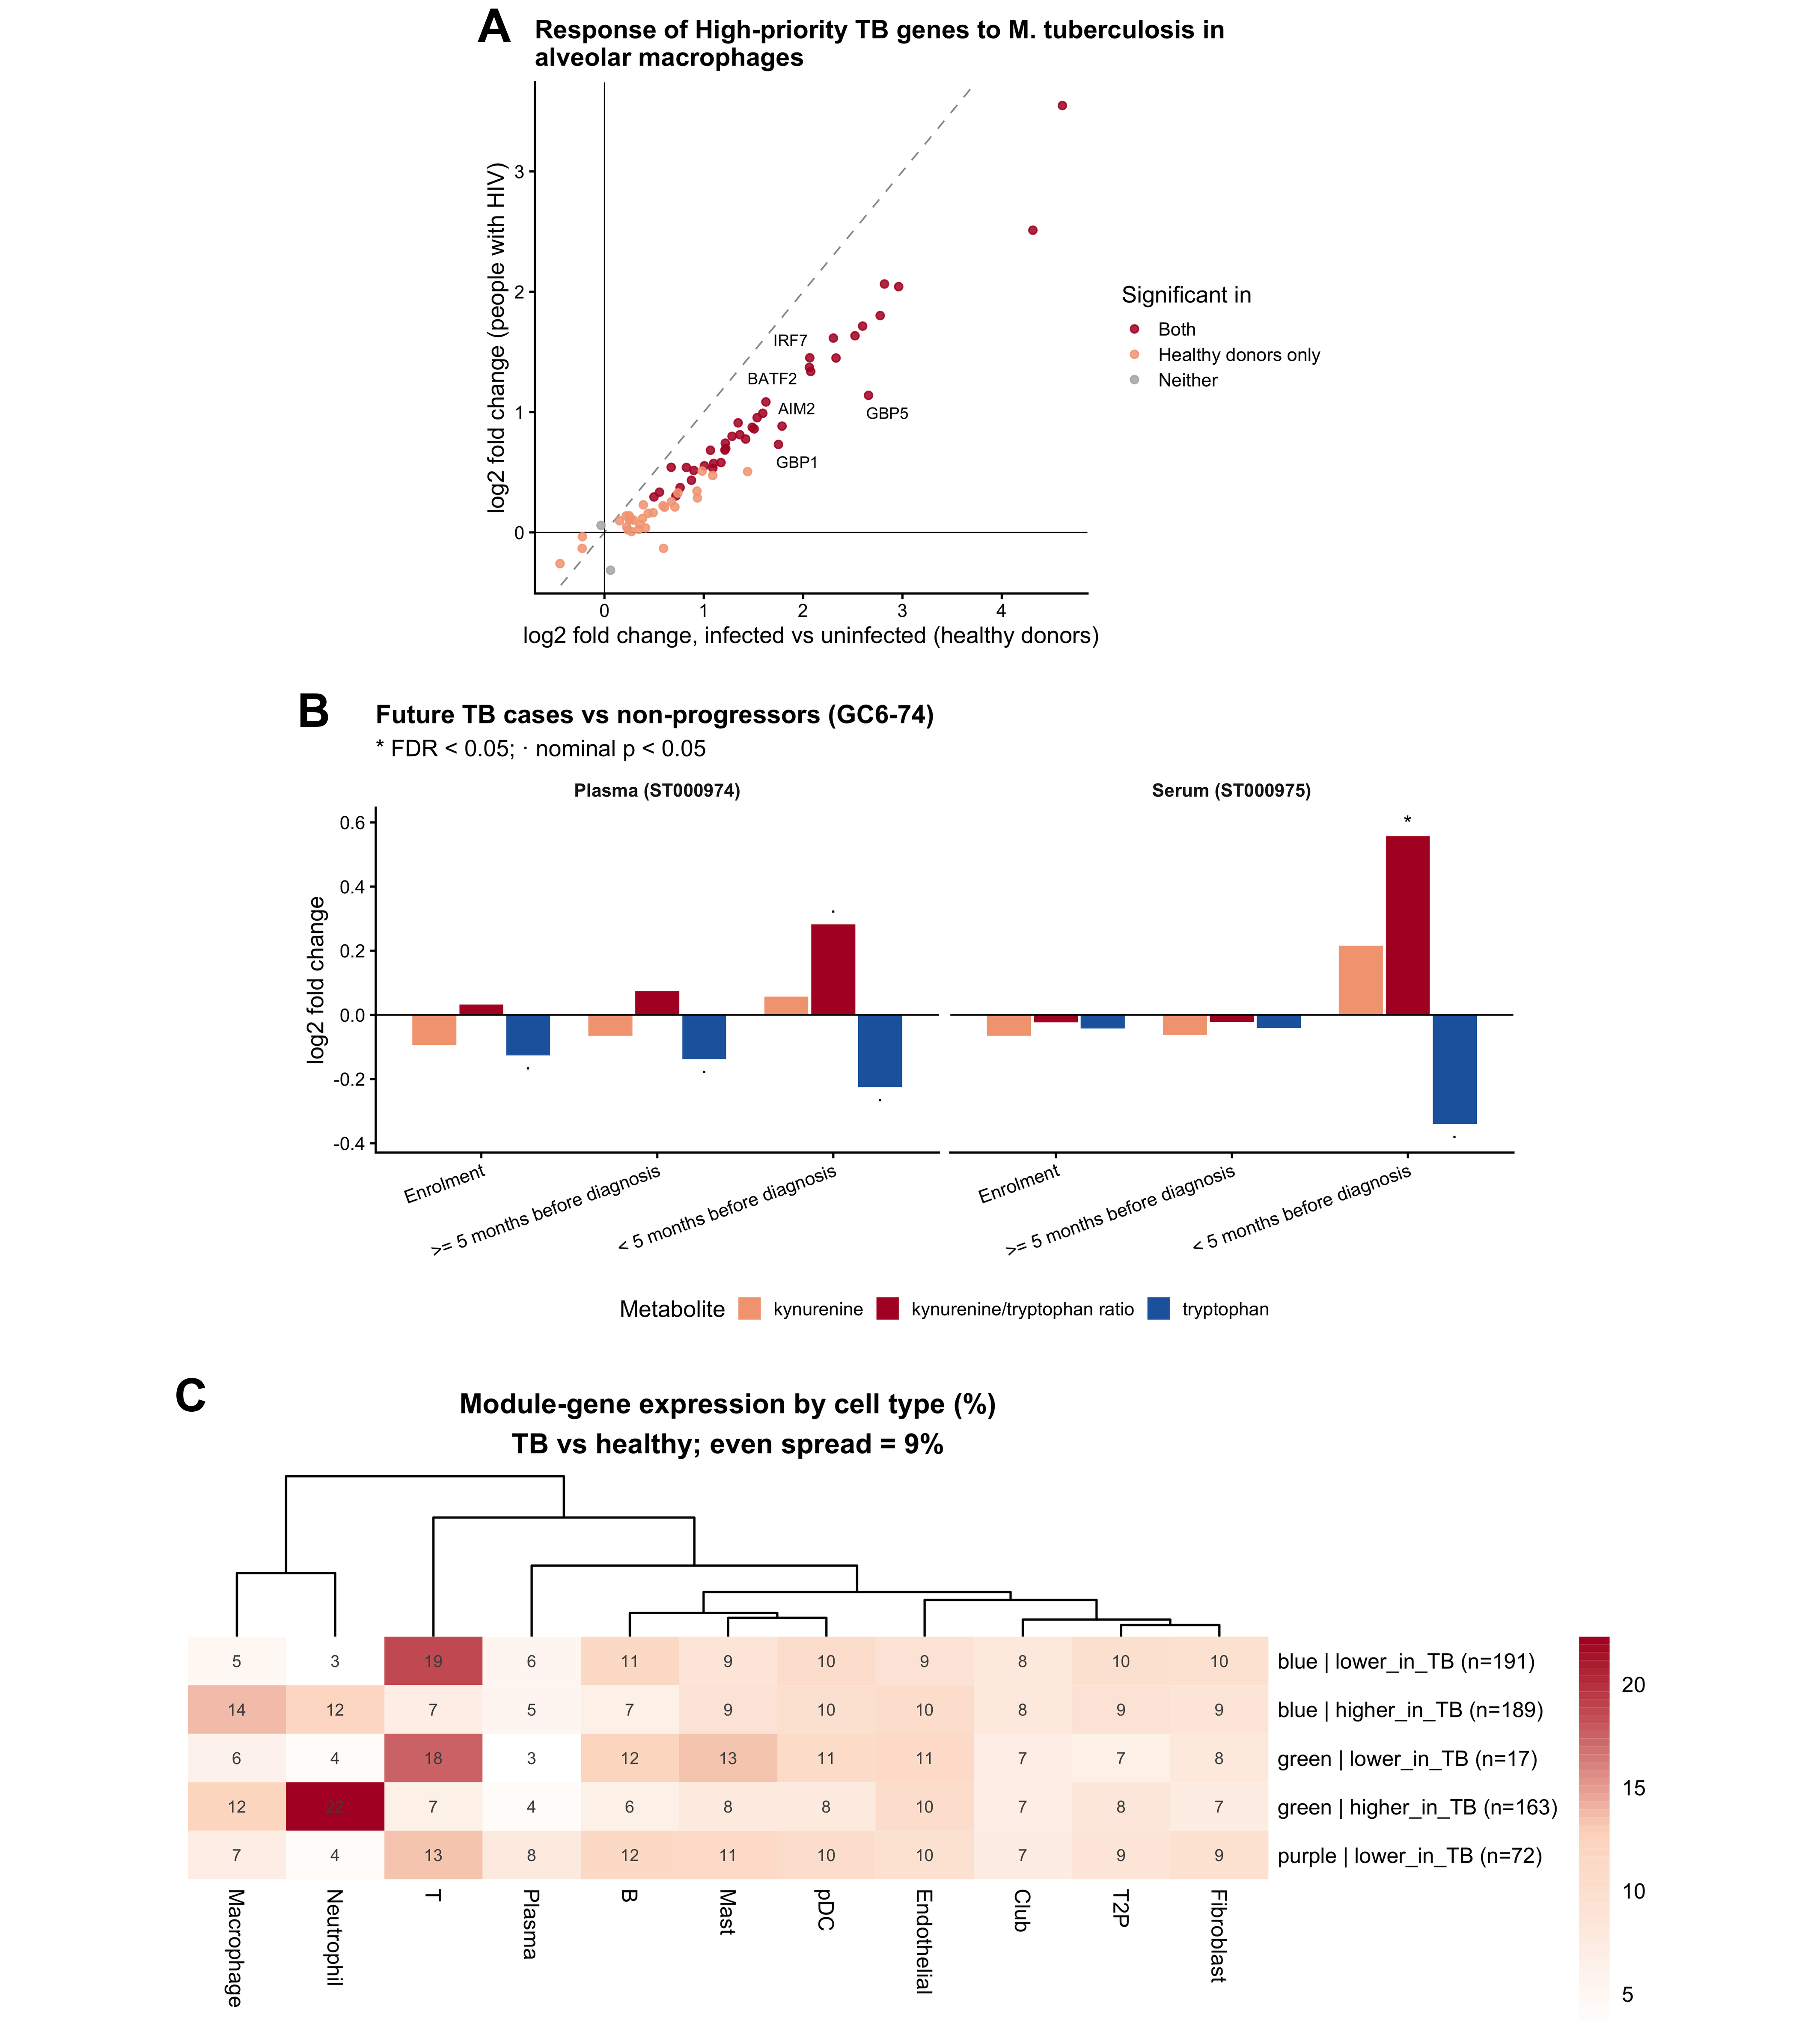 A
Response of High-priority TB genes to M. tuberculosis in
alveolar macrophages
log2 fold change (people with HIV)
3
2
1
0
IRF7
BATF2
AIM2
GBP5
GBP1
0 1 2 3 4
log2 fold change, infected vs uninfected (healthy donors)
Significant in
Both
Healthy donors only
Neither
B
Future TB cases vs non-progressors (GC6-74)
* FDR < 0.05; · nominal p < 0.05
Plasma (ST000974)
Serum (ST000975)
log2 fold change
0.6
0.4
0.2
0.0
-0.2
-0.4
*
Enrolment
>= 5 months before diagnosis
< 5 months before diagnosis
Enrolment
>= 5 months before diagnosis
< 5 months before diagnosis
Metabolite kynurenine kynurenine/tryptophan ratio tryptophan
C
Module-gene expression by cell type (%)
TB vs healthy; even spread = 9%
5 3 19 6 11 9 10 9 8 10 10 blue | lower_in_TB (n=191)
14 12 7 5 7 9 10 10 8 9 9 blue | higher_in_TB (n=189)
6 4 18 3 12 13 11 11 7 7 8 green | lower_in_TB (n=17)
12 22 7 4 6 8 8 10 7 8 7 green | higher_in_TB (n=163)
7 4 13 8 12 11 10 10 7 9 9 purple | lower_in_TB (n=72)
Macrophage
Neutrophil
T
Plasma
B
Mast
pDC
Endothelial
Club
T2P
Fibroblast
20
15
10
5